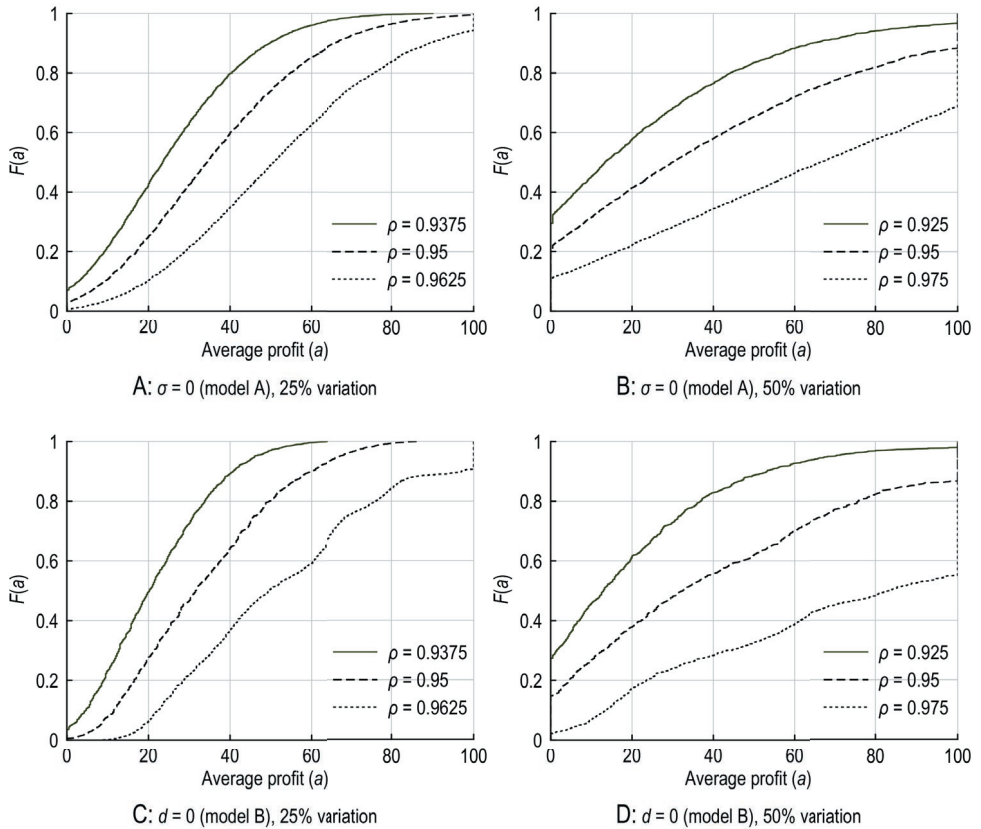 F(a)
1
0.8
0.6
0.4
0.2
0
ρ = 0.9375
ρ = 0.95
ρ = 0.9625
0 20 40 60 80 100
Average profit (a)
A: σ = 0 (model A), 25% variation
F(a)
1
0.8
0.6
0.4
0.2
0
ρ = 0.925
ρ = 0.95
ρ = 0.975
0 20 40 60 80 100
Average profit (a)
B: σ = 0 (model A), 50% variation
F(a)
1
0.8
0.6
0.4
0.2
0
ρ = 0.9375
ρ = 0.95
ρ = 0.9625
0 20 40 60 80 100
Average profit (a)
C: d = 0 (model B), 25% variation
F(a)
1
0.8
0.6
0.4
0.2
0
ρ = 0.925
ρ = 0.95
ρ = 0.975
0 20 40 60 80 100
Average profit (a)
D: d = 0 (model B), 50% variation